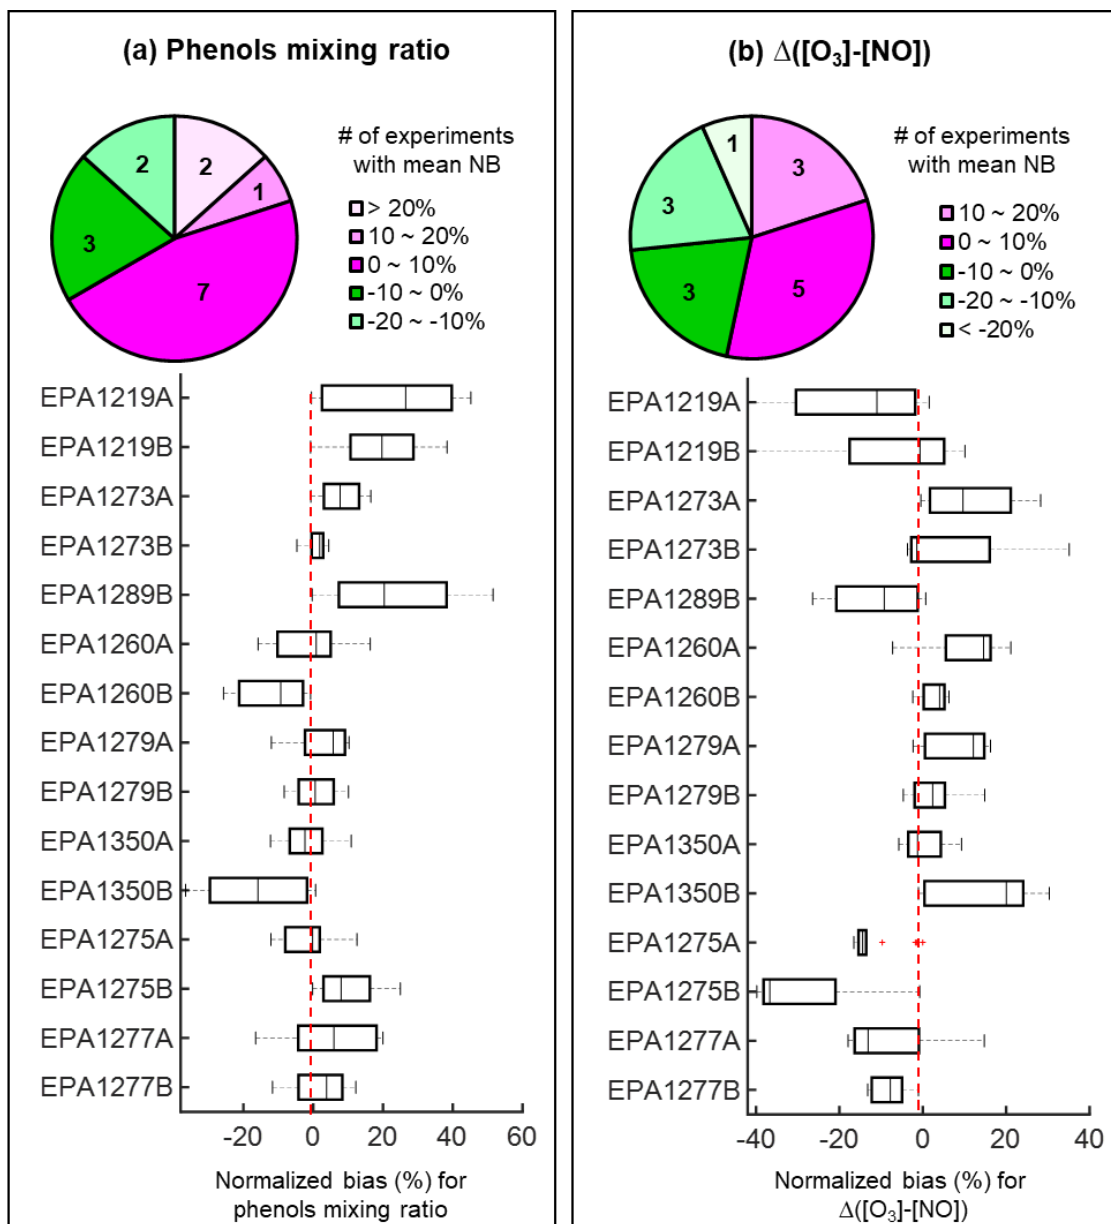 (a) Phenols mixing ratio
2
2
1
3
7
# of experiments
with mean NB
> 20%
10 ~ 20%
0 ~ 10%
-10 ~ 0%
-20 ~ -10%
EPA1219A
EPA1219B
EPA1273A
EPA1273B
EPA1289B
EPA1260A
EPA1260B
EPA1279A
EPA1279B
EPA1350A
EPA1350B
EPA1275A
EPA1275B
EPA1277A
EPA1277B
-20 0 20 40 60
Normalized bias (%) for
phenols mixing ratio
(b) Δ([O₃]-[NO])
1
3
3
3
5
# of experiments
with mean NB
10 ~ 20%
0 ~ 10%
-10 ~ 0%
-20 ~ -10%
< -20%
EPA1219A
EPA1219B
EPA1273A
EPA1273B
EPA1289B
EPA1260A
EPA1260B
EPA1279A
EPA1279B
EPA1350A
EPA1350B
EPA1275A
EPA1275B
EPA1277A
EPA1277B
-40 -20 0 20 40
Normalized bias (%) for
Δ([O₃]-[NO])